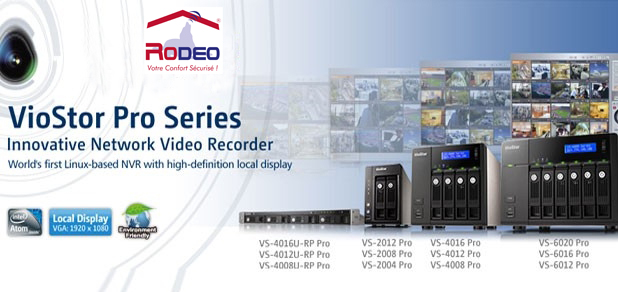 RODEO
Votre Confort Sécurisé !
VioStor Pro Series
Innovative Network Video Recorder
World's first Linux-based NVR with high-definition local display
intel
Atom
Local Display
VGA: 1920 x 1080
Environment
Friendly
VS-4016U-RP Pro
VS-4012U-RP Pro
VS-4008U-RP Pro
VS-2012 Pro
VS-2008 Pro
VS-2004 Pro
VS-4016 Pro
VS-4012 Pro
VS-4008 Pro
VS-6020 Pro
VS-6016 Pro
VS-6012 Pro
VioStor
VioStor
VioStor